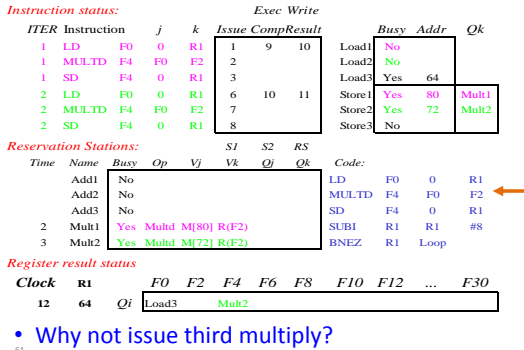 Instruction status: Exec Write
ITER Instruction j k Issue CompResult Busy Addr Qk
1 LD F0 0 R1 1 9 10 Load1 No
1 MULTD F4 F0 F2 2 Load2 No
1 SD F4 0 R1 3 Load3 Yes 64
2 LD F0 0 R1 6 10 11 Store1 Yes 80 Mult1
2 MULTD F4 F0 F2 7 Store2 Yes 72 Mult2
2 SD F4 0 R1 8 Store3 No
Reservation Stations: S1 S2 RS
Time Name Busy Op Vj Vk Qj Qk Code:
Add1 No LD F0 0 R1
Add2 No MULTD F4 F0 F2
Add3 No SD F4 0 R1
2 Mult1 Yes Multd M[80] R(F2) SUBI R1 R1 #8
3 Mult2 Yes Multd M[72] R(F2) BNEZ R1 Loop
Register result status
Clock R1 F0 F2 F4 F6 F8 F10 F12 ... F30
12 64 Qi Load3 Mult2
• Why not issue third multiply?